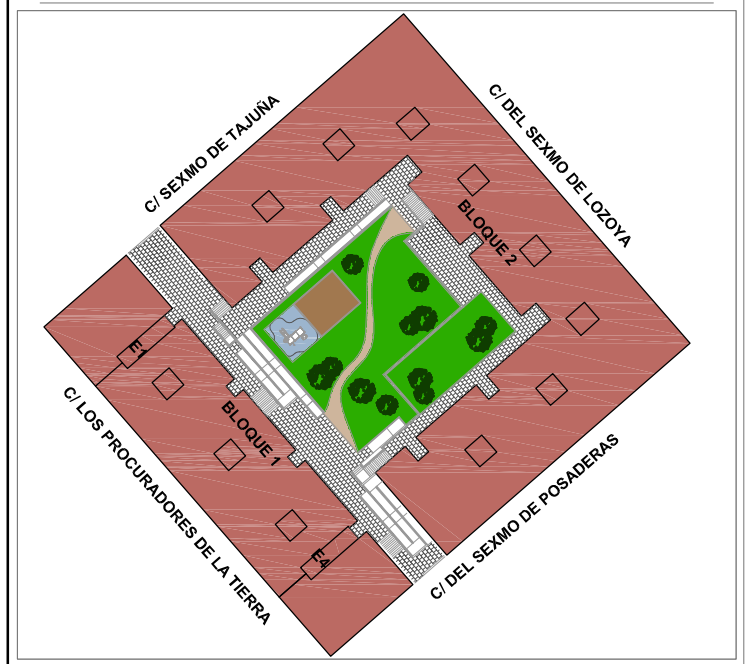 C/ SEXMO DE TAJUÑA
C/ DEL SEXMO DE LOZOYA
BLOQUE 2
E1
BLOQUE 1
C/ LOS PROCURADORES DE LA TIERRA
E4
C/ DEL SEXMO DE POSADERAS